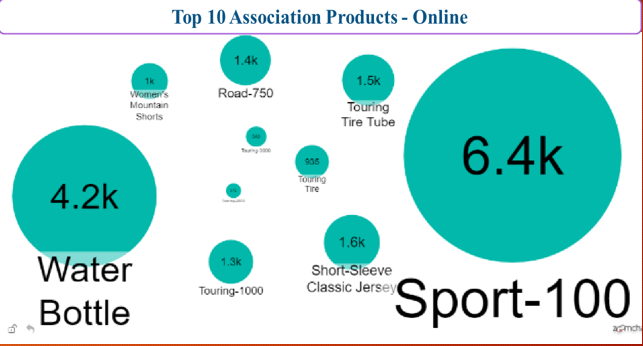 Top 10 Association Products - Online
1k
Women's
Mountain
Shorts
1.4k
Road-750
1.5k
Touring
Tire Tube
6.4k
Sport-100
4.2k
Water
Bottle
Touring-3000
935
Touring
Tire
1.3k
Touring-1000
1.6k
Short-Sleeve
Classic Jersey